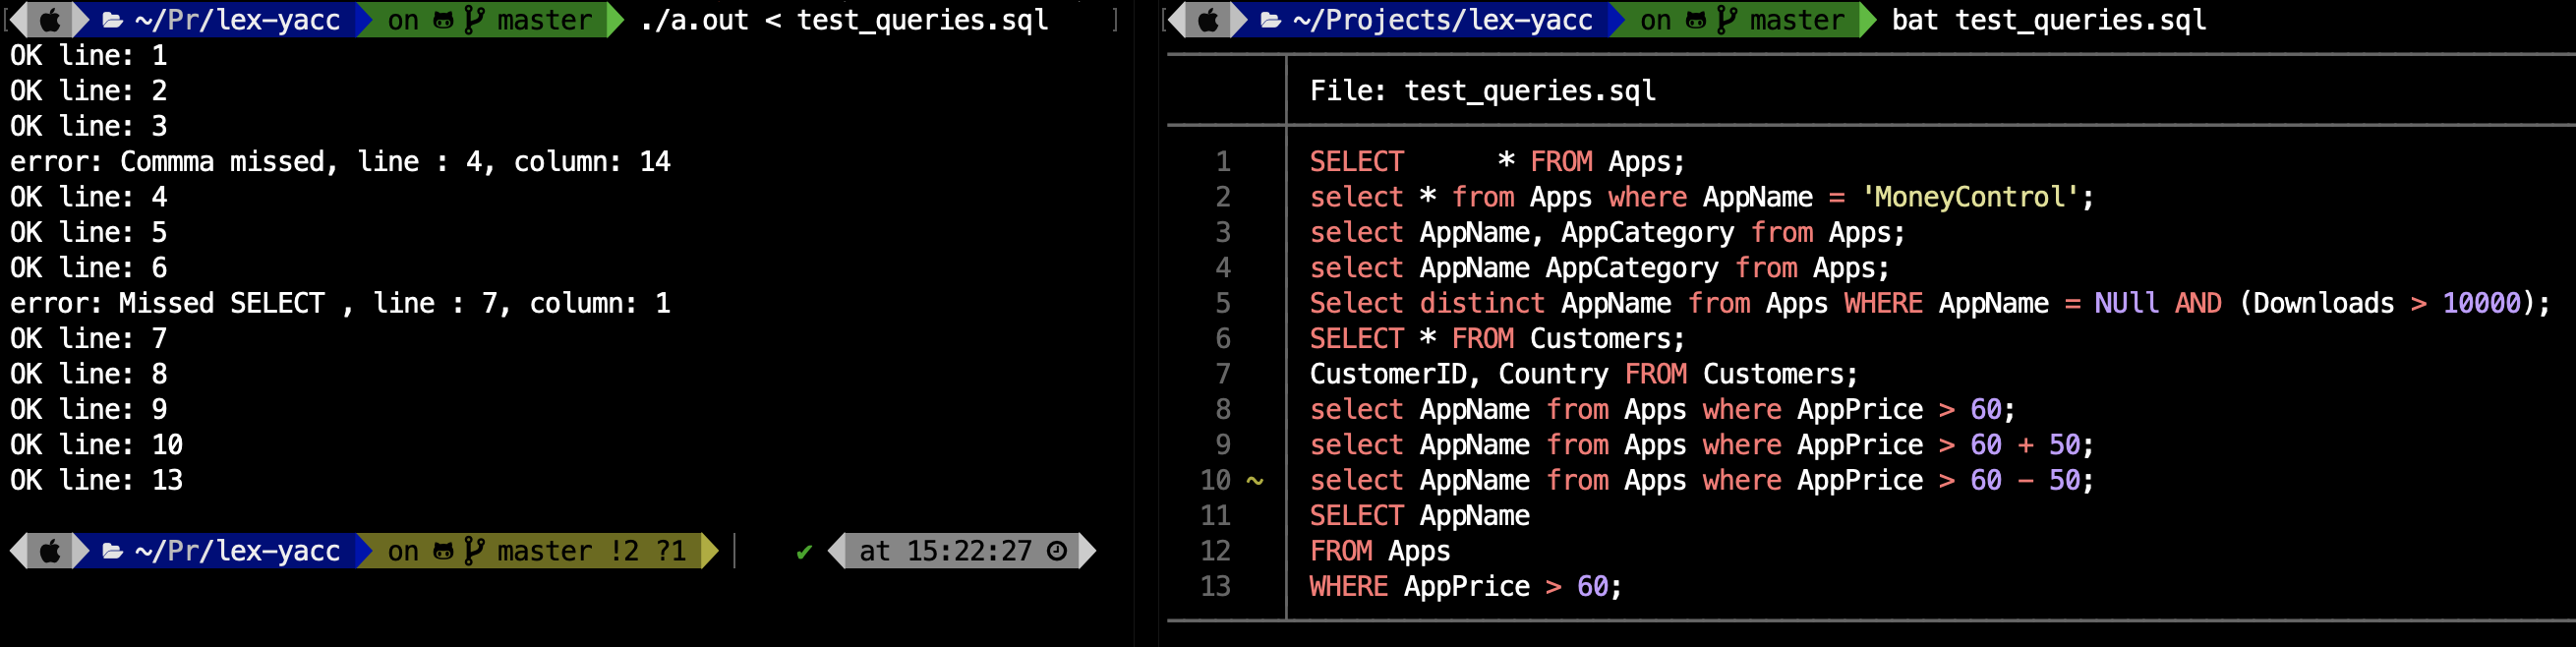 ~/Pr/lex-yacc on master ./a.out < test_queries.sql
OK line: 1
OK line: 2
OK line: 3
error: Commma missed, line : 4, column: 14
OK line: 4
OK line: 5
OK line: 6
error: Missed SELECT , line : 7, column: 1
OK line: 7
OK line: 8
OK line: 9
OK line: 10
OK line: 13
~/Pr/lex-yacc on master !2 ?1 ✔ at 15:22:27
~/Projects/lex-yacc on master bat test_queries.sql
File: test_queries.sql
1 SELECT      * FROM Apps;
2 select * from Apps where AppName = 'MoneyControl';
3 select AppName, AppCategory from Apps;
4 select AppName AppCategory from Apps;
5 Select distinct AppName from Apps WHERE AppName = NUll AND (Downloads > 10000);
6 SELECT * FROM Customers;
7 CustomerID, Country FROM Customers;
8 select AppName from Apps where AppPrice > 60;
9 select AppName from Apps where AppPrice > 60 + 50;
10 ~ select AppName from Apps where AppPrice > 60 - 50;
11 SELECT AppName
12 FROM Apps
13 WHERE AppPrice > 60;